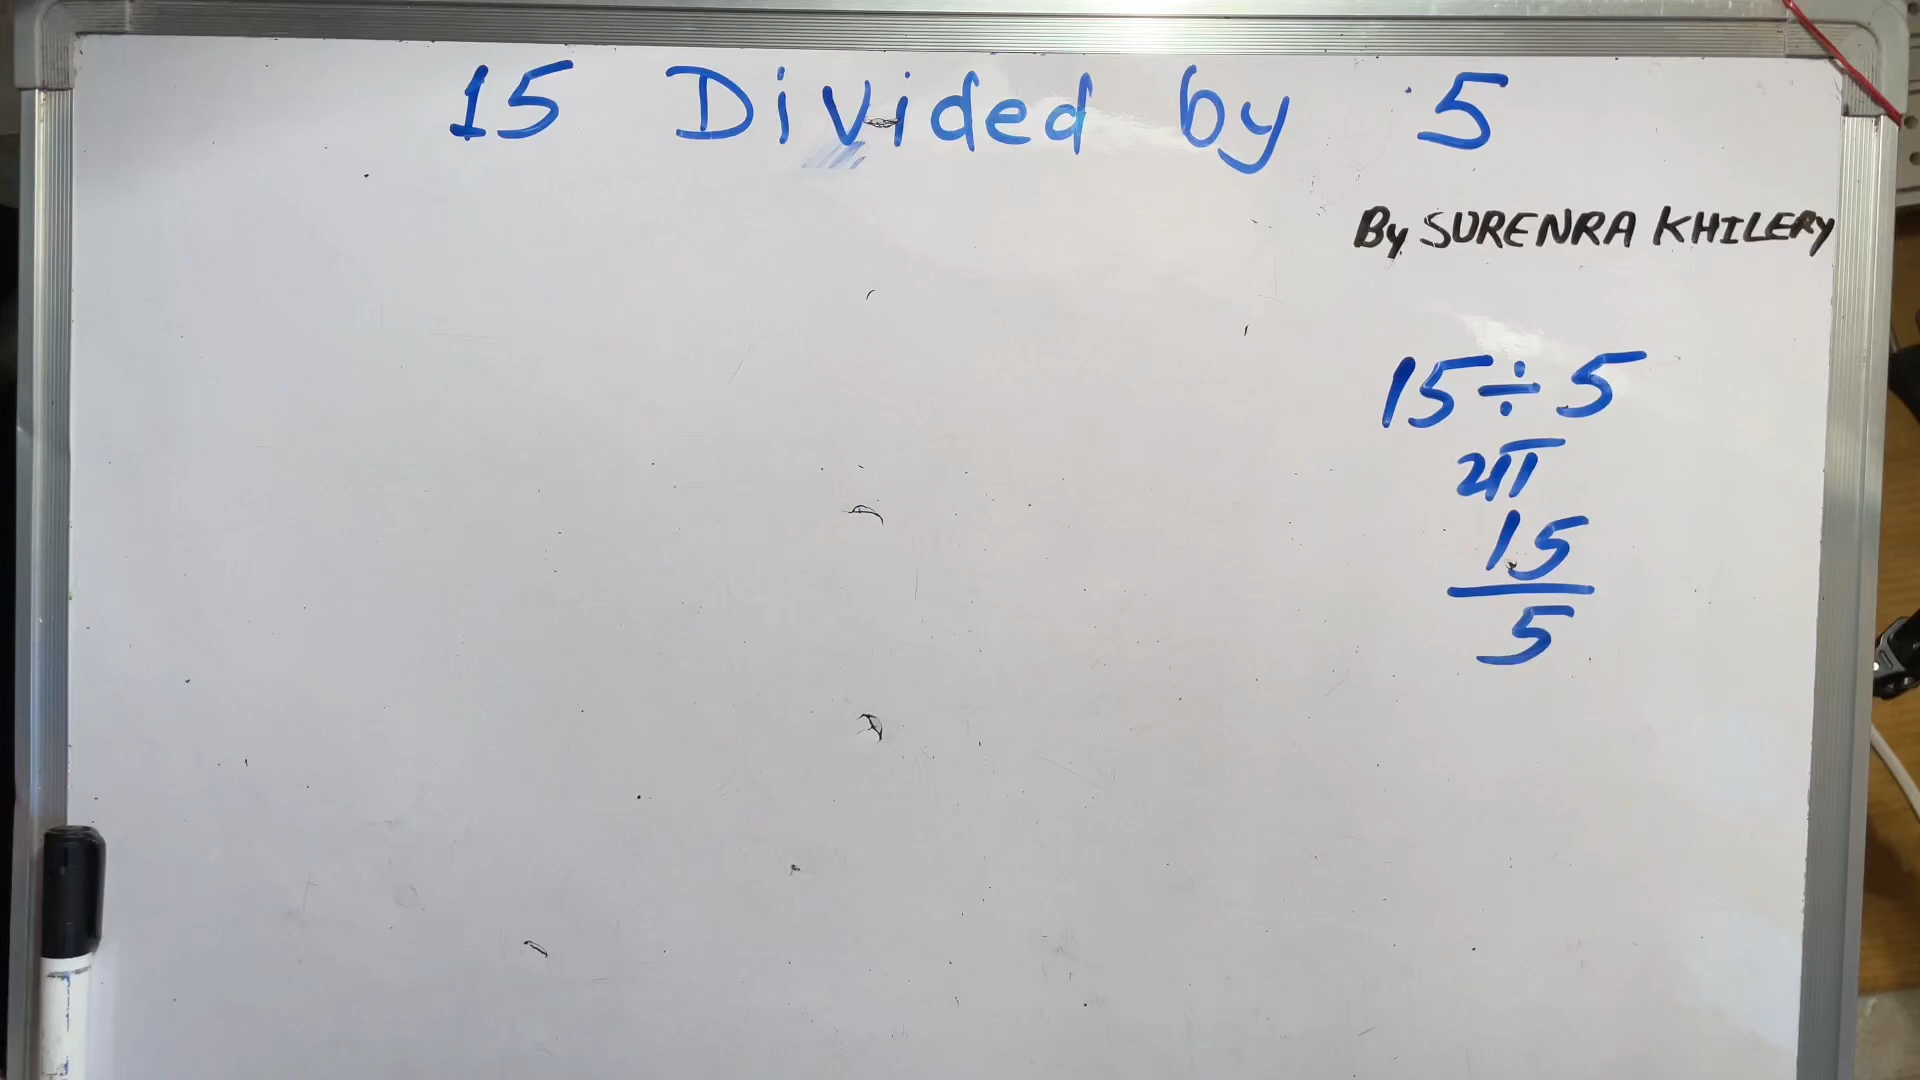 15 Divided by 5
By SURENRA KHILERY
15 ÷ 5
या
15
5